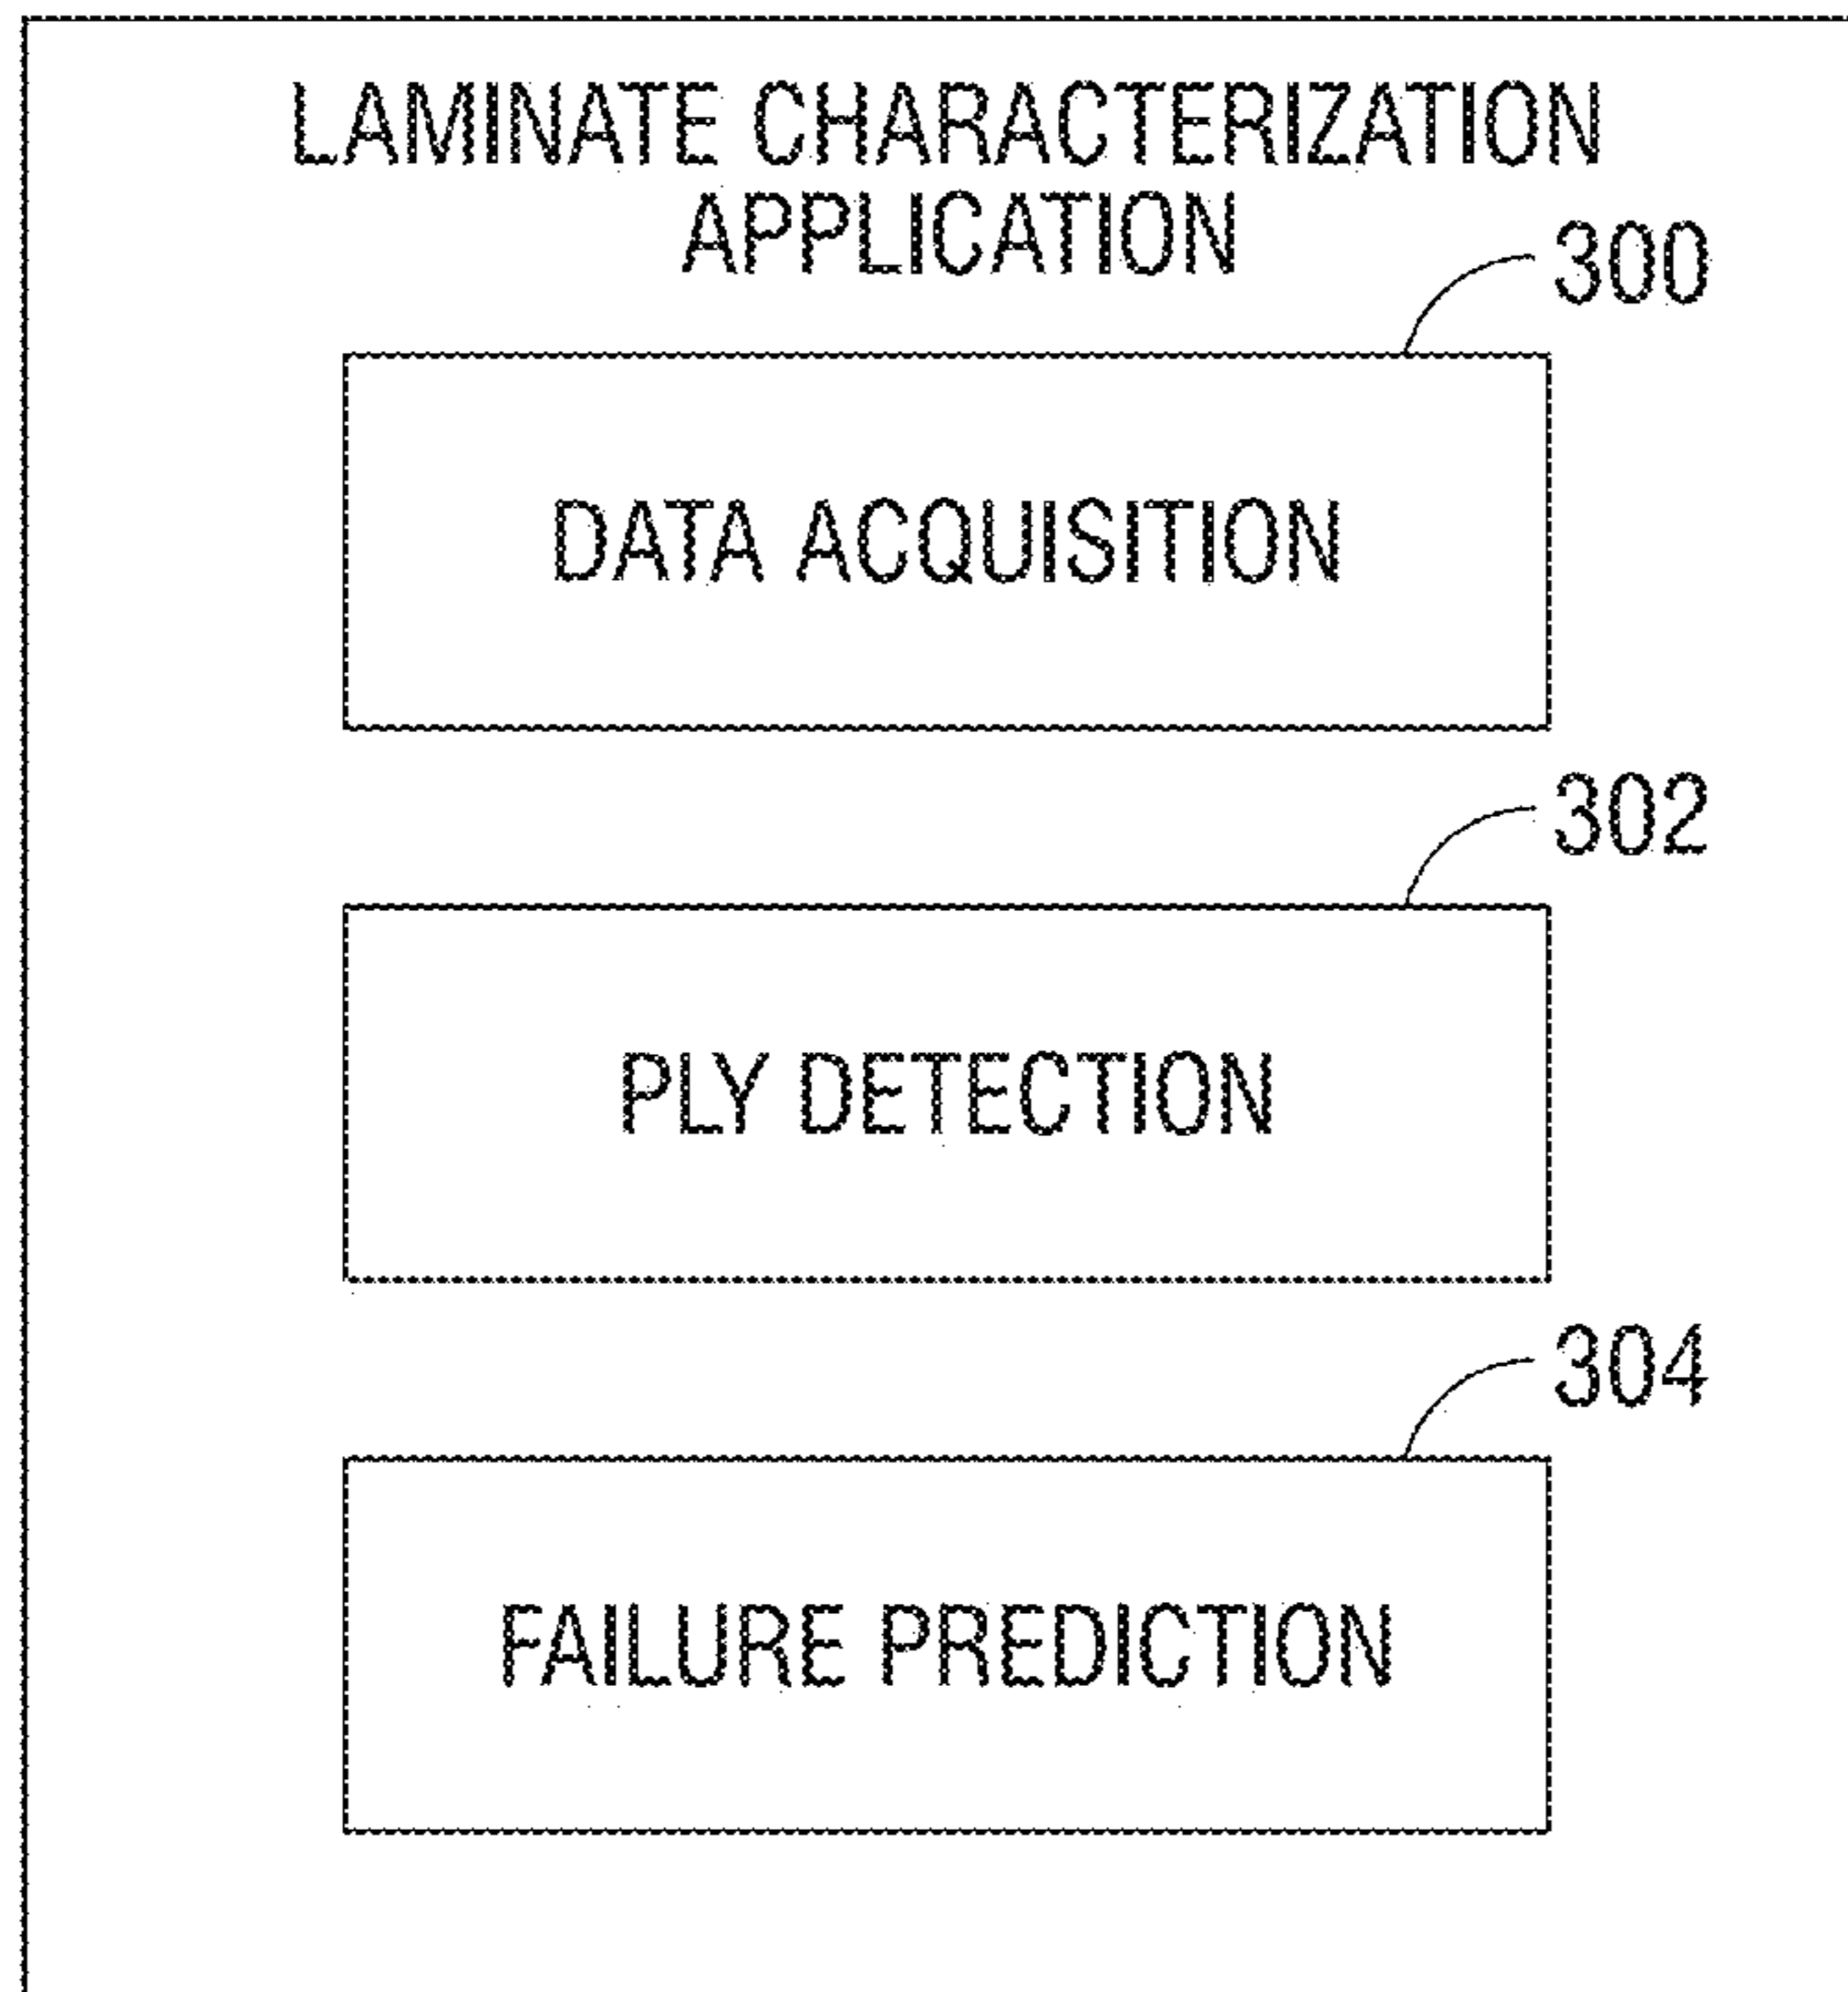 LAMINATE CHARACTERIZATION
APPLICATION
300
DATA ACQUISITION
302
PLY DETECTION
304
FAILURE PREDICTION